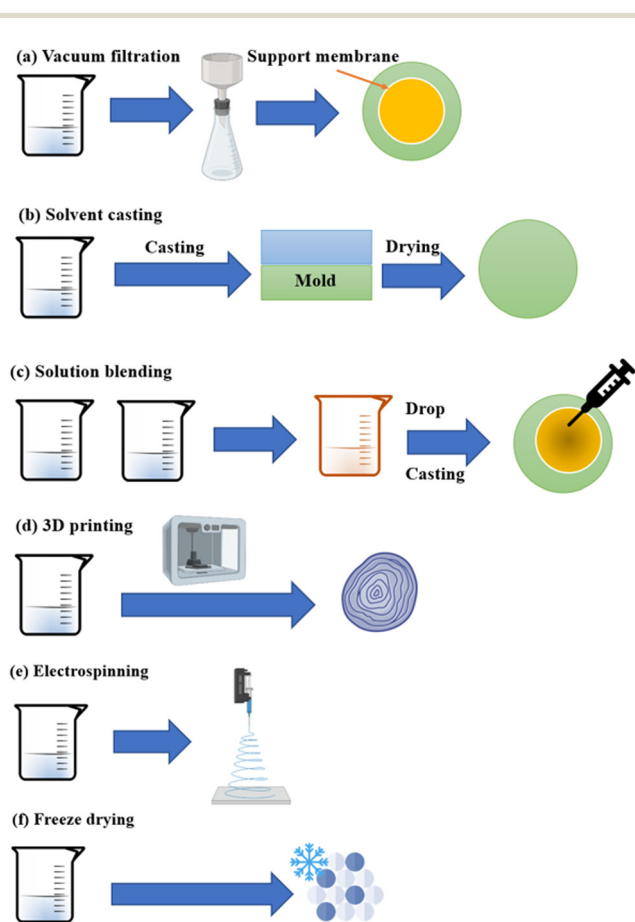 (a) Vacuum filtration
Support membrane
(b) Solvent casting
Casting
Mold
Drying
(c) Solution blending
Drop
Casting
(d) 3D printing
(e) Electrospinning
(f) Freeze drying